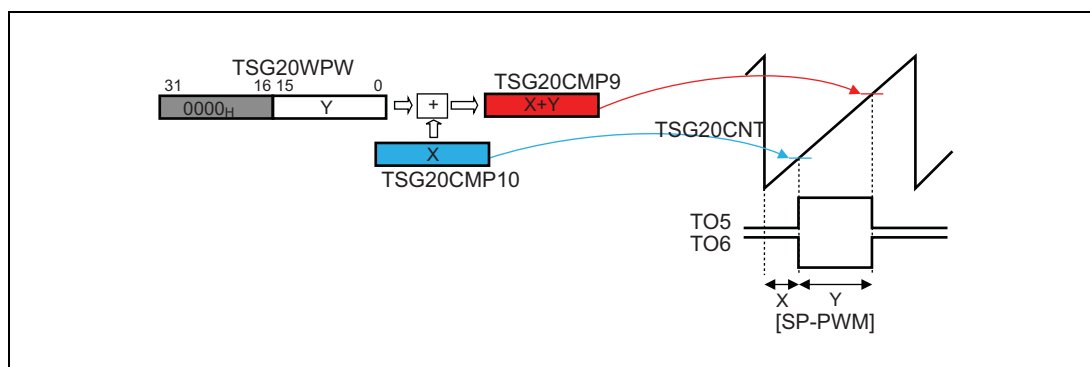 TSG20WPW
31 16 15 0
0000H Y
+
TSG20CMP9
X+Y
X
TSG20CMP10
TSG20CNT
TO5
TO6
X Y
[SP-PWM]